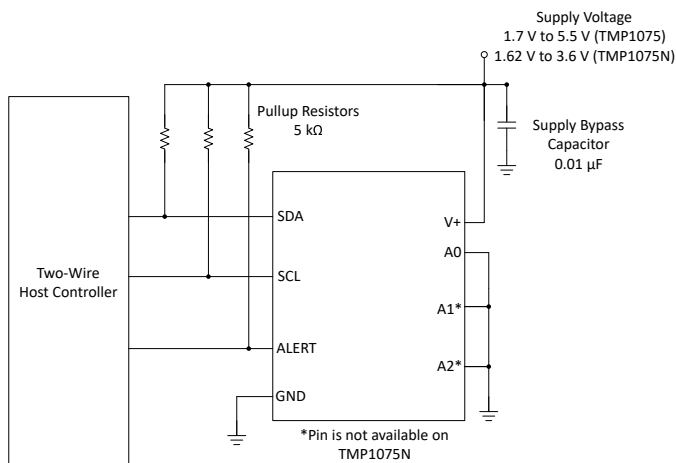 Supply Voltage
1.7 V to 5.5 V (TMP1075)
1.62 V to 3.6 V (TMP1075N)
Pullup Resistors
5 kΩ
Supply Bypass
Capacitor
0.01 µF
Two-Wire
Host Controller
SDA
SCL
ALERT
GND
V+
A0
A1*
A2*
*Pin is not available on
TMP1075N